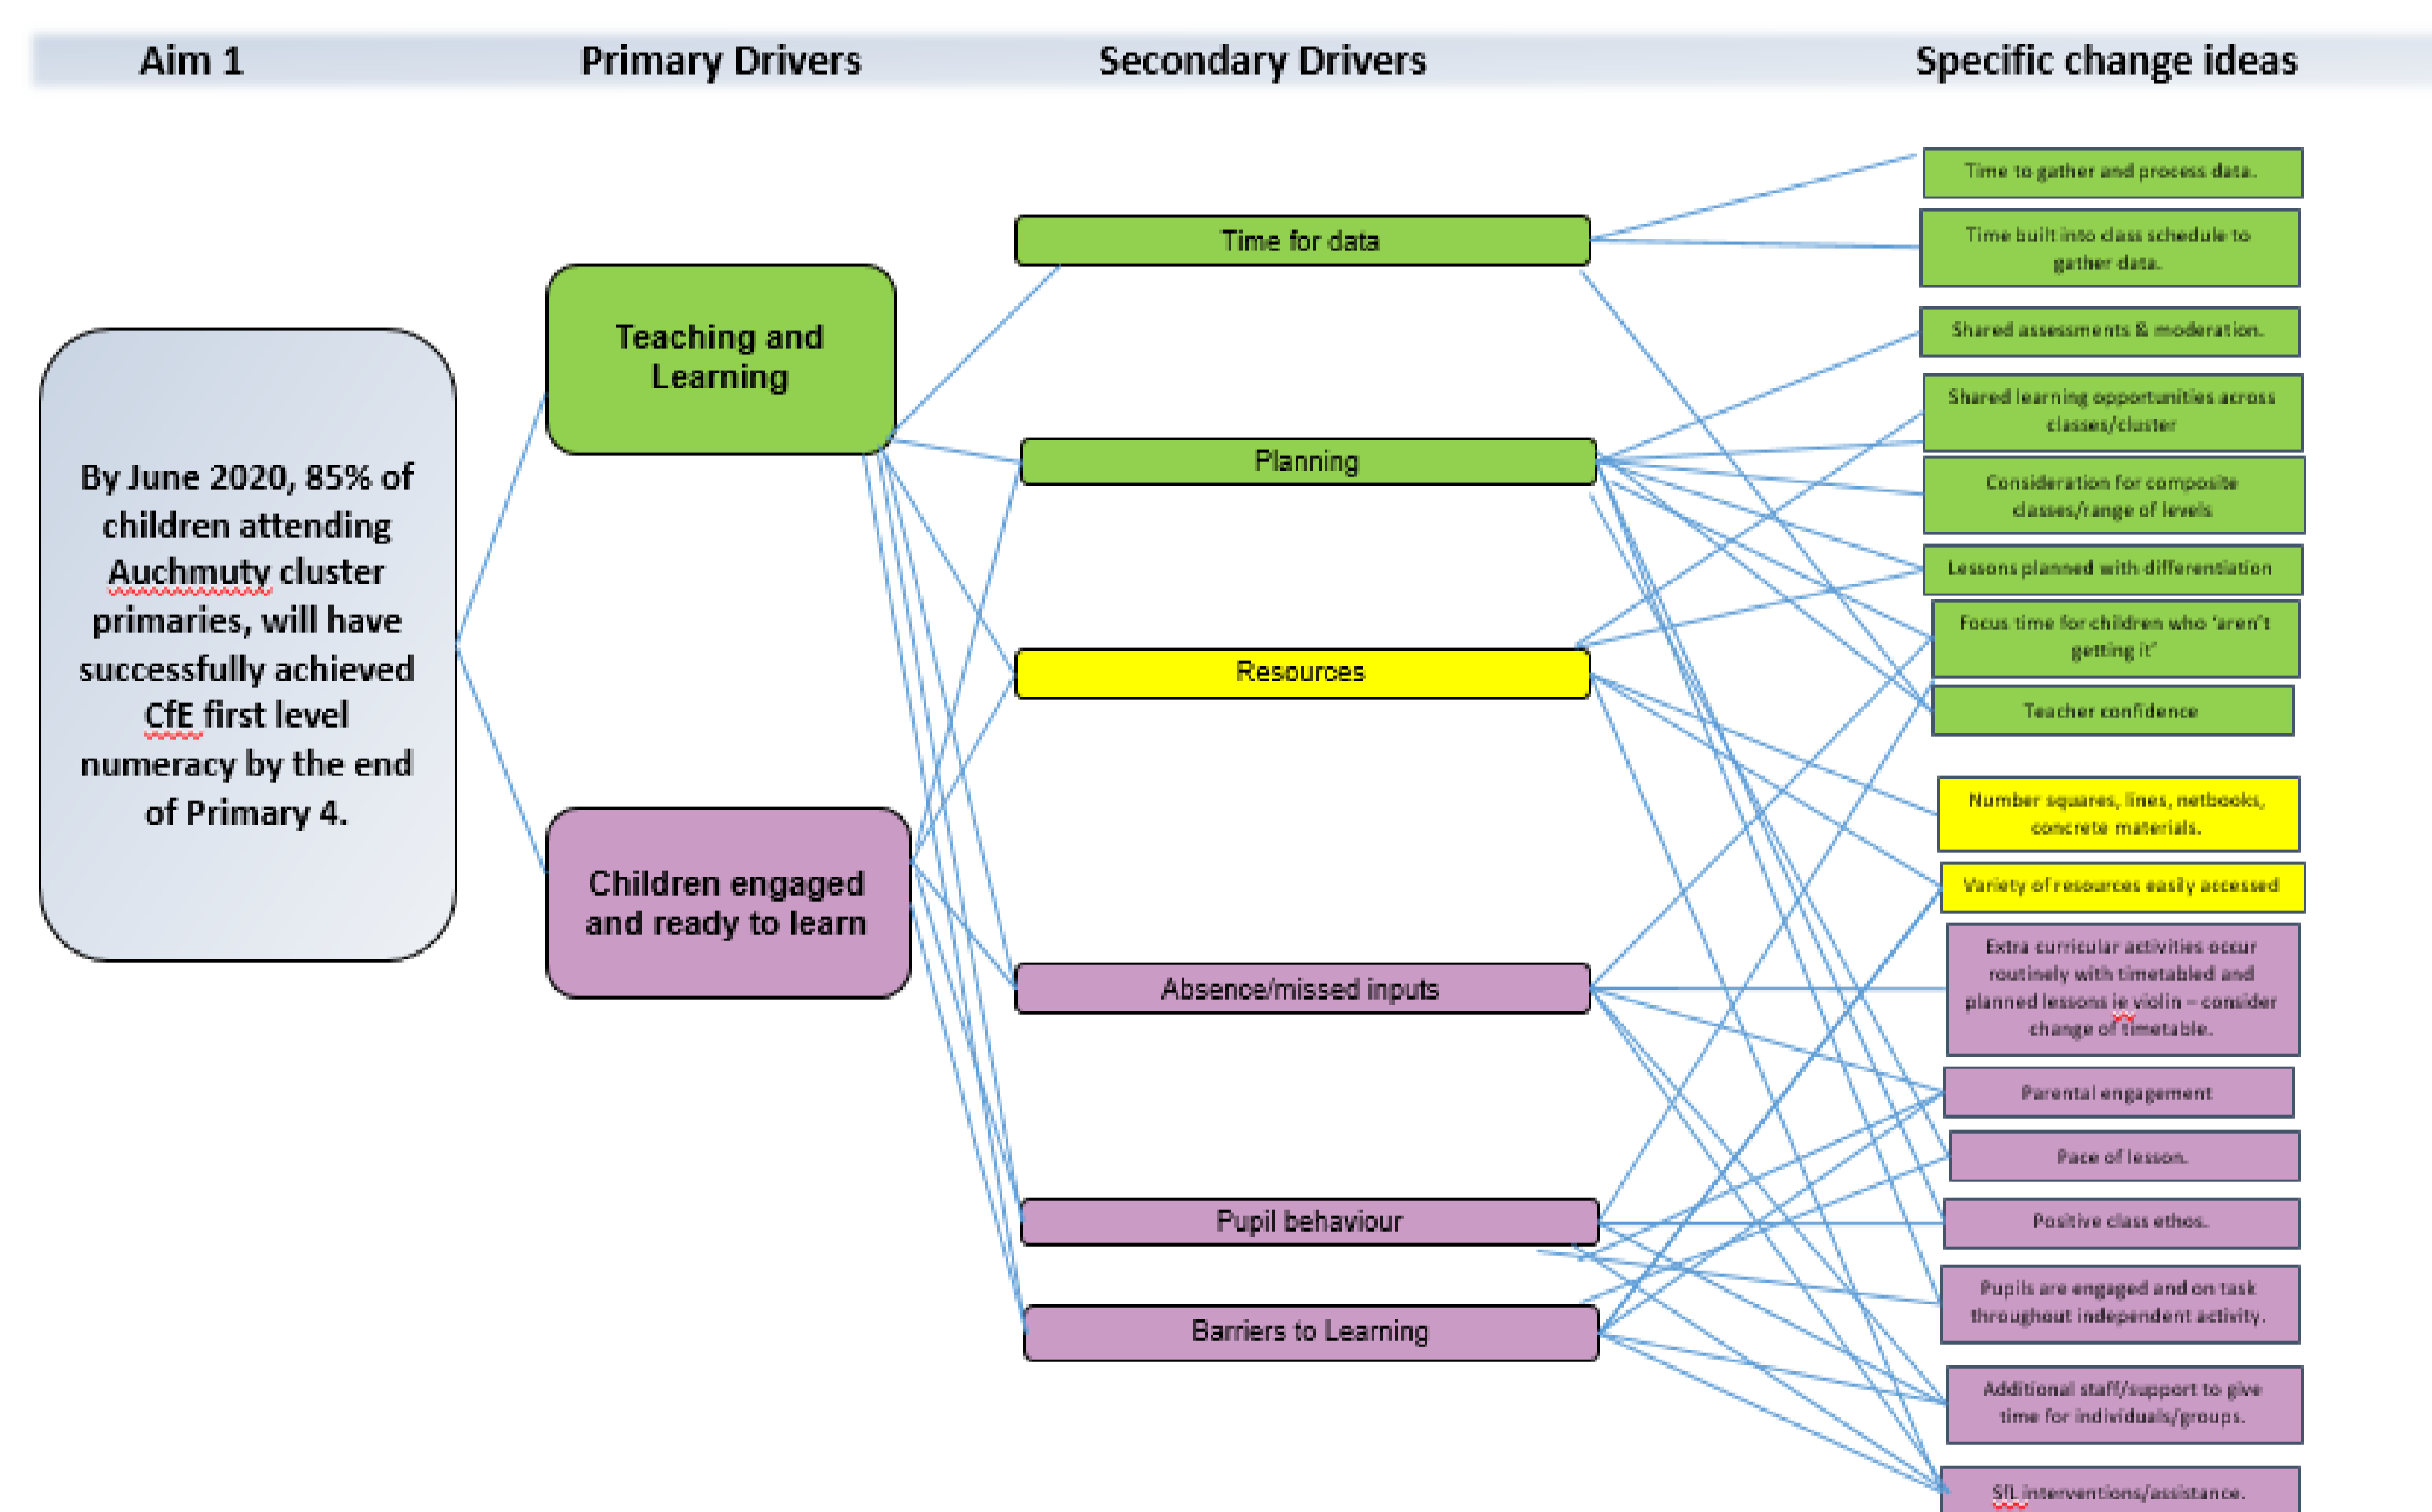 Aim 1
Primary Drivers
Secondary Drivers
Specific change ideas
By June 2020, 85% of
children attending
Auchmuty cluster
primaries, will have
successfully achieved
CfE first level
numeracy by the end
of Primary 4.
Teaching and
Learning
Children engaged
and ready to learn
Time for data
Planning
Resources
Absence/missed inputs
Pupil behaviour
Barriers to Learning
Time to gather and process data.
Time built into class schedule to
gather data.
Shared assessments & moderation.
Shared learning opportunities across
classes/cluster
Consideration for composite
classes/range of levels
Lessons planned with differentiation
Focus time for children who ‘aren’t
getting it’
Teacher confidence
Number squares, lines, netbooks,
concrete materials.
Variety of resources easily accessed
Extra curricular activities occur
routinely with timetabled and
planned lessons ie violin – consider
change of timetable.
Parental engagement
Pace of lesson.
Positive class ethos.
Pupils are engaged and on task
throughout independent activity.
Additional staff/support to give
time for individuals/groups.
SfL interventions/assistance.